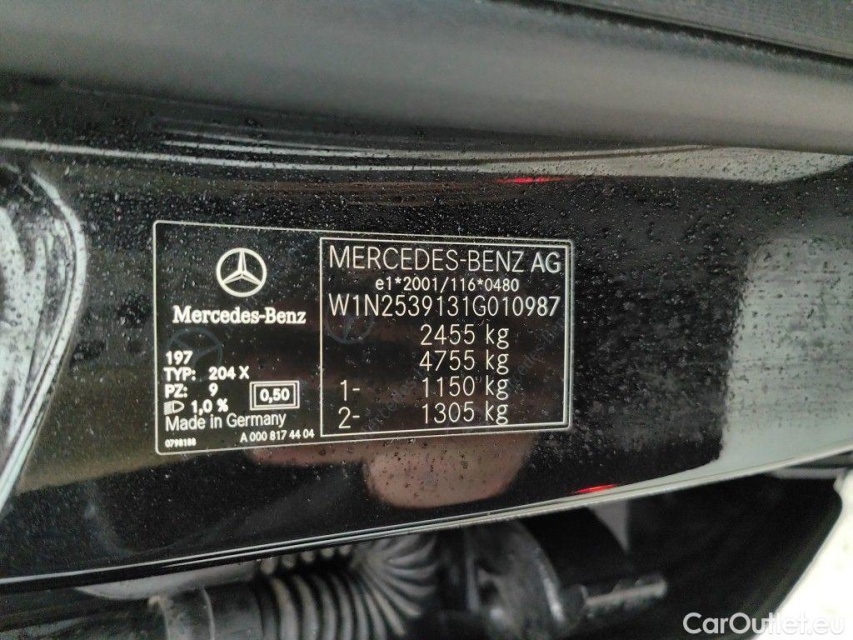 Mercedes-Benz
197
TYP: 204 X
PZ: 9
1,0 %
0,50
Made in Germany
0798188
A 000 817 44 04
MERCEDES-BENZ AG
e1*2001/116*0480
W1N2539131G010987
2455 kg
4755 kg
1- 1150 kg
2- 1305 kg
CarOutlet.eu